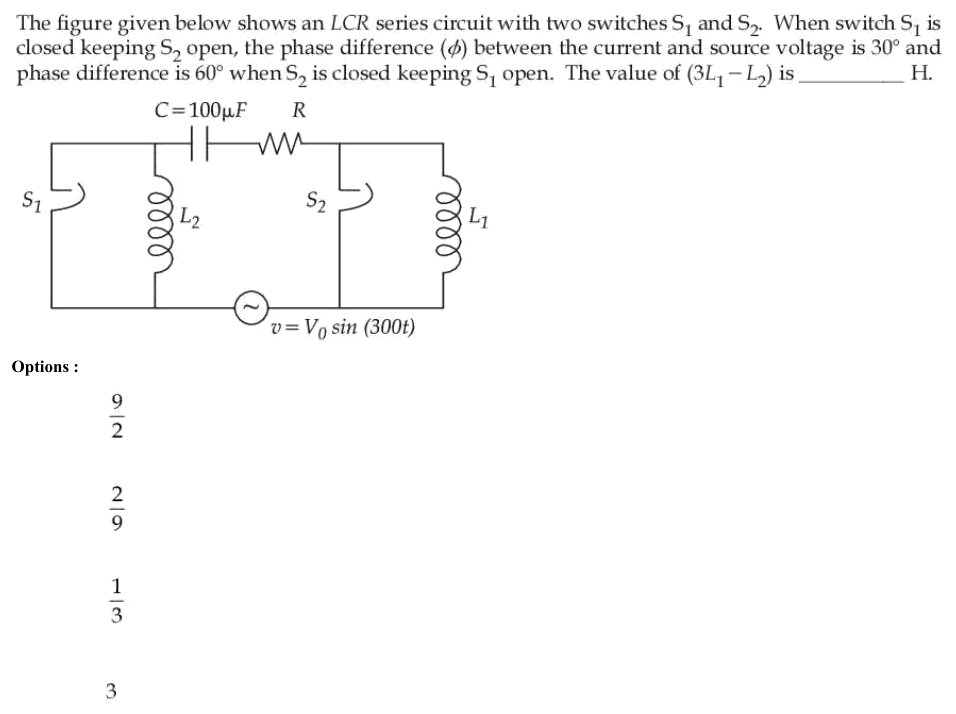 The figure given below shows an LCR series circuit with two switches S₁ and S₂. When switch S₁ is
closed keeping S₂ open, the phase difference (ϕ) between the current and source voltage is 30° and
phase difference is 60° when S₂ is closed keeping S₁ open. The value of (3L₁ – L₂) is __________ H.
C=100μF R
S₁
L₂
S₂
L₁
~
v = V₀ sin (300t)
Options :
9
2
2
9
1
3
3